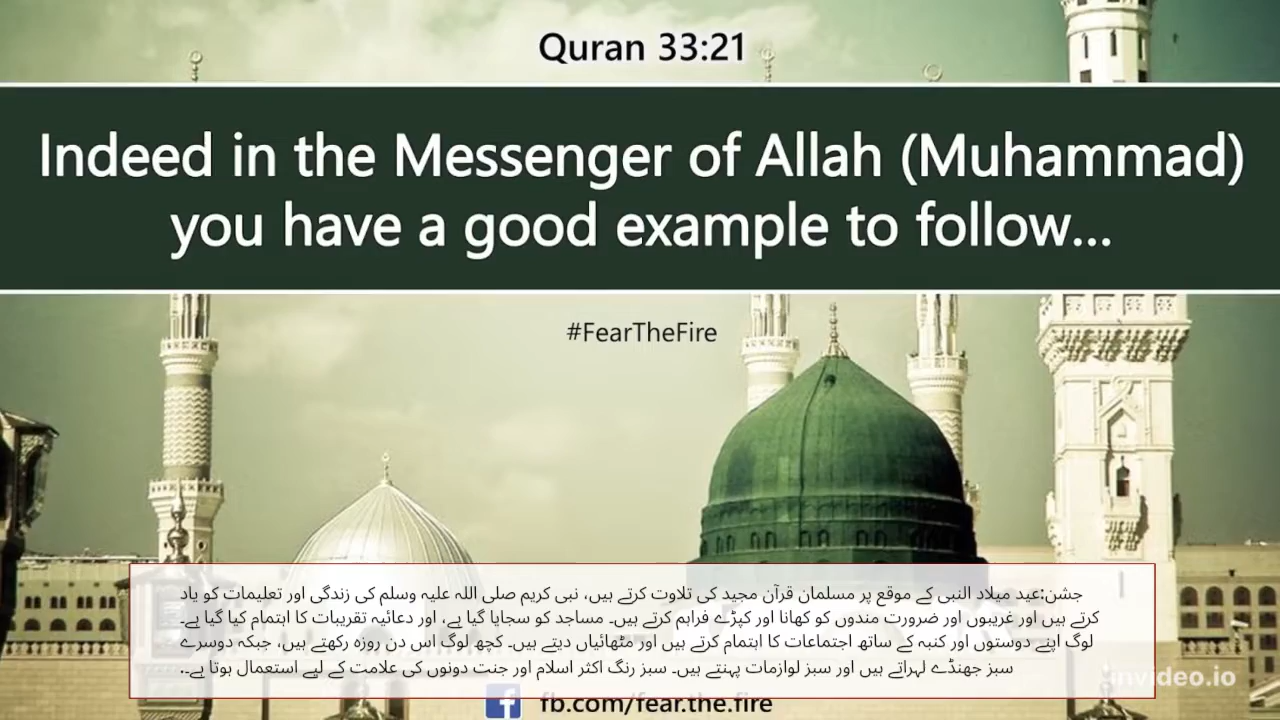 Quran 33:21
Indeed in the Messenger of Allah (Muhammad)
you have a good example to follow...
#FearTheFire
جشن:عید میلاد النبی کے موقع پر مسلمان قرآن مجید کی تلاوت کرتے ہیں، نبی کریم صلی اللہ علیہ وسلم کی زندگی اور تعلیمات کو یاد
کرتے ہیں اور غریبوں اور ضرورت مندوں کو کھانا اور کپڑے فراہم کرتے ہیں۔ مساجد کو سجایا گیا ہے، اور دعائیہ تقریبات کا اہتمام کیا گیا ہے۔
لوگ اپنے دوستوں اور کنبہ کے ساتھ اجتماعات کا اہتمام کرتے ہیں اور مٹھائیاں دیتے ہیں۔ کچھ لوگ اس دن روزہ رکھتے ہیں، جبکہ دوسرے
سبز جھنڈے لہراتے ہیں اور سبز لوازمات پہنتے ہیں۔ سبز رنگ اکثر اسلام اور جنت دونوں کی علامت کے لیے استعمال ہوتا ہے۔.
invideo.io
fb.com/fear.the.fire